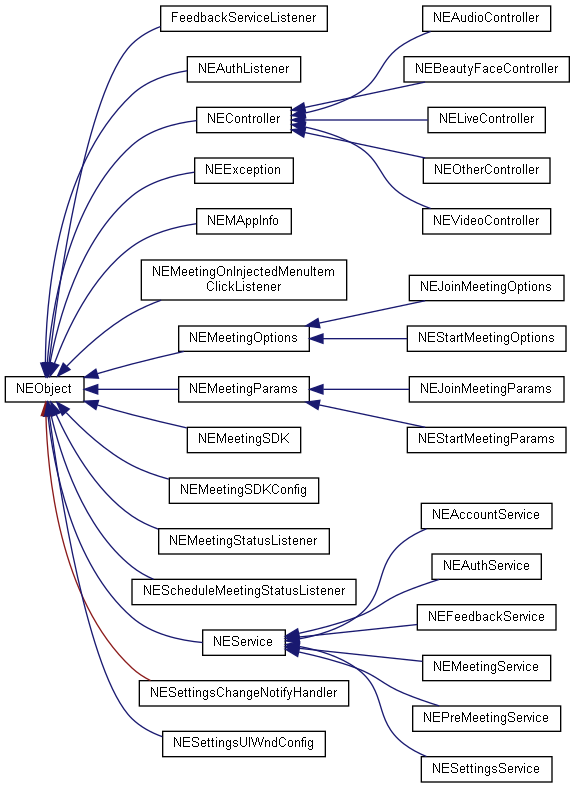 FeedbackServiceListener
NEAudioController
NEAuthListener
NEBeautyFaceController
NEController
NELiveController
NEException
NEOtherController
NEMAppInfo
NEVideoController
NEMeetingOnInjectedMenuItem
ClickListener
NEJoinMeetingOptions
NEMeetingOptions
NEStartMeetingOptions
NEObject
NEMeetingParams
NEJoinMeetingParams
NEMeetingSDK
NEStartMeetingParams
NEMeetingSDKConfig
NEAccountService
NEMeetingStatusListener
NEAuthService
NEScheduleMeetingStatusListener
NEFeedbackService
NEService
NEMeetingService
NESettingsChangeNotifyHandler
NEPreMeetingService
NESettingsUIWndConfig
NESettingsService